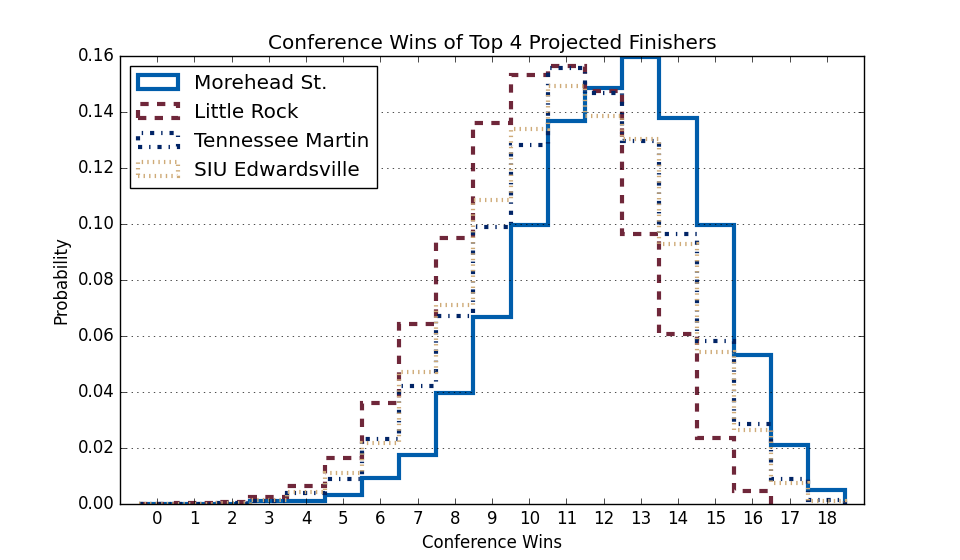 Conference Wins of Top 4 Projected Finishers
Morehead St.
Little Rock
Tennessee Martin
SIU Edwardsville
Probability
0.16
0.14
0.12
0.10
0.08
0.06
0.04
0.02
0.00
0 1 2 3 4 5 6 7 8 9 10 11 12 13 14 15 16 17 18
Conference Wins